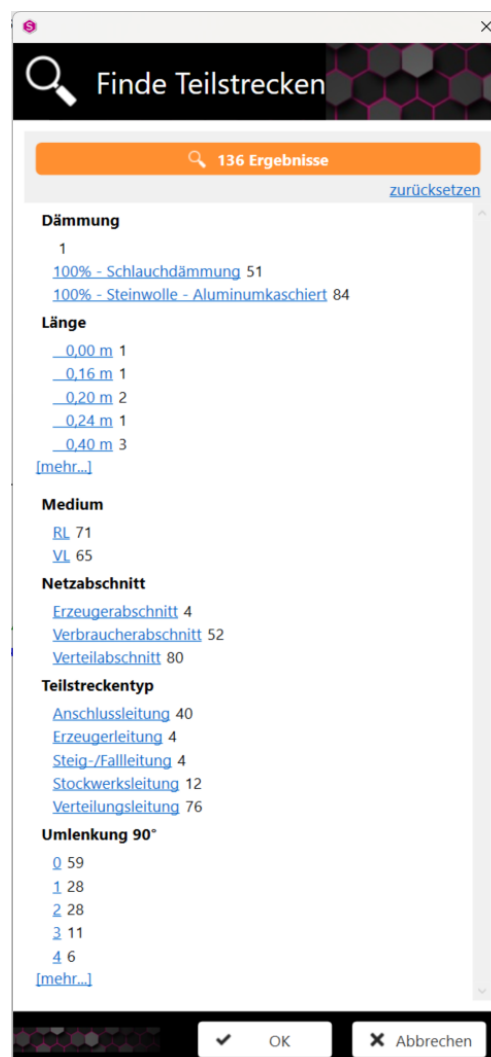 S
Finde Teilstrecken
136 Ergebnisse
zurücksetzen
Dämmung
1
100% - Schlauchdämmung 51
100% - Steinwolle - Aluminumkaschiert 84
Länge
0,00 m 1
0,16 m 1
0,20 m 2
0,24 m 1
0,40 m 3
[mehr...]
Medium
RL 71
VL 65
Netzabschnitt
Erzeugerabschnitt 4
Verbraucherabschnitt 52
Verteilabschnitt 80
Teilstreckentyp
Anschlussleitung 40
Erzeugerleitung 4
Steig-/Fallleitung 4
Stockwerksleitung 12
Verteilungsleitung 76
Umlenkung 90°
0 59
1 28
2 28
3 11
4 6
[mehr...]
OK Abbrechen